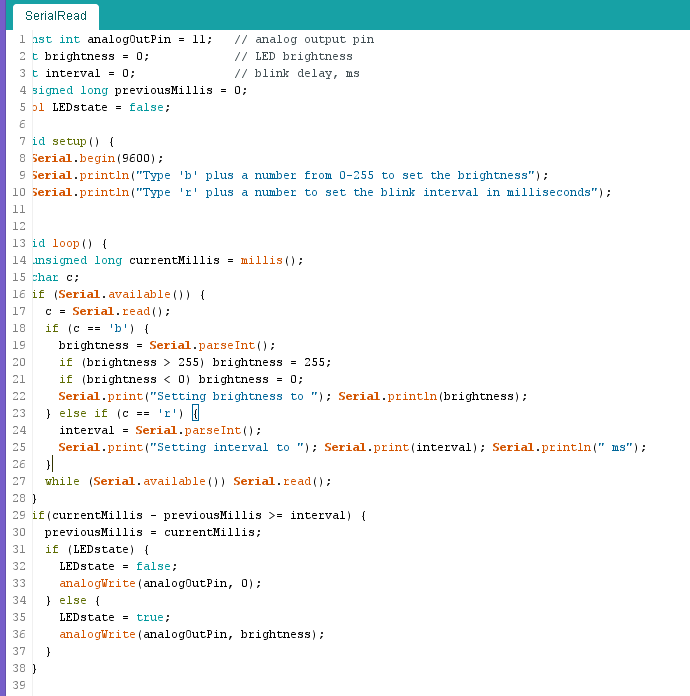 SerialRead
1 nst int analogOutPin = 11;   // analog output pin
2 t brightness = 0;            // LED brightness
3 t interval = 0;              // blink delay, ms
4 signed long previousMillis = 0;
5 ol LEDstate = false;
6
7 id setup() {
8 Serial.begin(9600);
9 Serial.println("Type 'b' plus a number from 0-255 to set the brightness");
10 Serial.println("Type 'r' plus a number to set the blink interval in milliseconds");
11
12
13 id loop() {
14 unsigned long currentMillis = millis();
15 char c;
16 if (Serial.available()) {
17   c = Serial.read();
18   if (c == 'b') {
19     brightness = Serial.parseInt();
20     if (brightness > 255) brightness = 255;
21     if (brightness < 0) brightness = 0;
22     Serial.print("Setting brightness to "); Serial.println(brightness);
23   } else if (c == 'r') {
24     interval = Serial.parseInt();
25     Serial.print("Setting interval to "); Serial.print(interval); Serial.println(" ms");
26   }
27   while (Serial.available()) Serial.read();
28 }
29 if(currentMillis - previousMillis >= interval) {
30   previousMillis = currentMillis;
31   if (LEDstate) {
32     LEDstate = false;
33     analogWrite(analogOutPin, 0);
34   } else {
35     LEDstate = true;
36     analogWrite(analogOutPin, brightness);
37   }
38 }
39